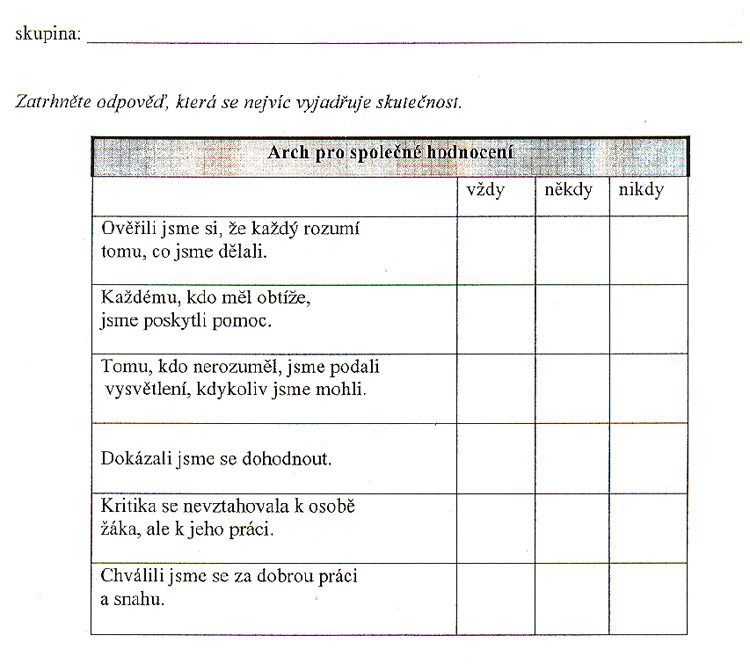 skupina:
Zatrhněte odpověď, která se nejvíc vyjadřuje skutečnost.
Arch pro společné hodnocení
vždy někdy nikdy
Ověřili jsme si, že každý rozumí
tomu, co jsme dělali.
Každému, kdo měl obtíže,
jsme poskytli pomoc.
Tomu, kdo nerozuměl, jsme podali
vysvětlení, kdykoliv jsme mohli.
Dokázali jsme se dohodnout.
Kritika se nevztahovala k osobě
žáka, ale k jeho práci.
Chválili jsme se za dobrou práci
a snahu.